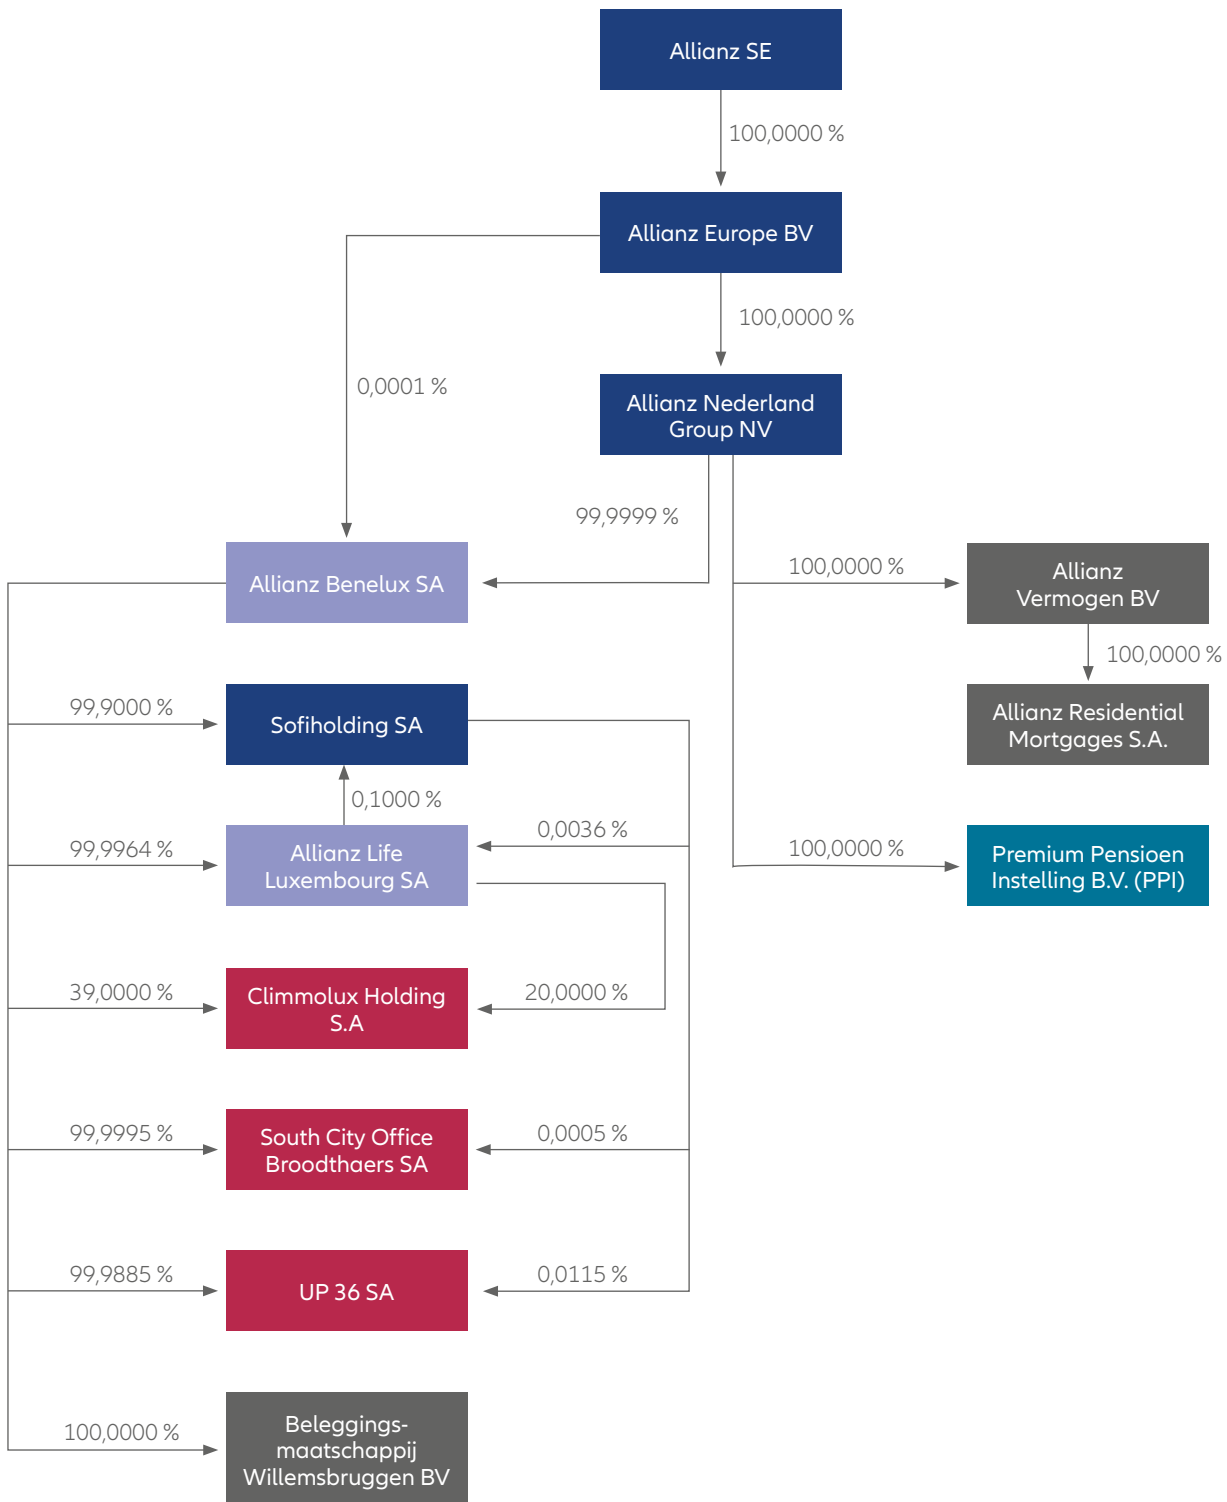 Allianz SE
100,0000 %
Allianz Europe BV
100,0000 %
0,0001 %
Allianz Nederland
Group NV
99,9999 %
Allianz Benelux SA
100,0000 %
Allianz
Vermogen BV
100,0000 %
99,9000 %
Sofiholding SA
Allianz Residential
Mortgages S.A.
0,1000 %
99,9964 %
Allianz Life
Luxembourg SA
0,0036 %
100,0000 %
Premium Pensioen
Instelling B.V. (PPI)
39,0000 %
Climmolux Holding
S.A
20,0000 %
99,9995 %
South City Office
Broodthaers SA
0,0005 %
99,9885 %
UP 36 SA
0,0115 %
100,0000 %
Beleggings-
maatschappij
Willemsbruggen BV